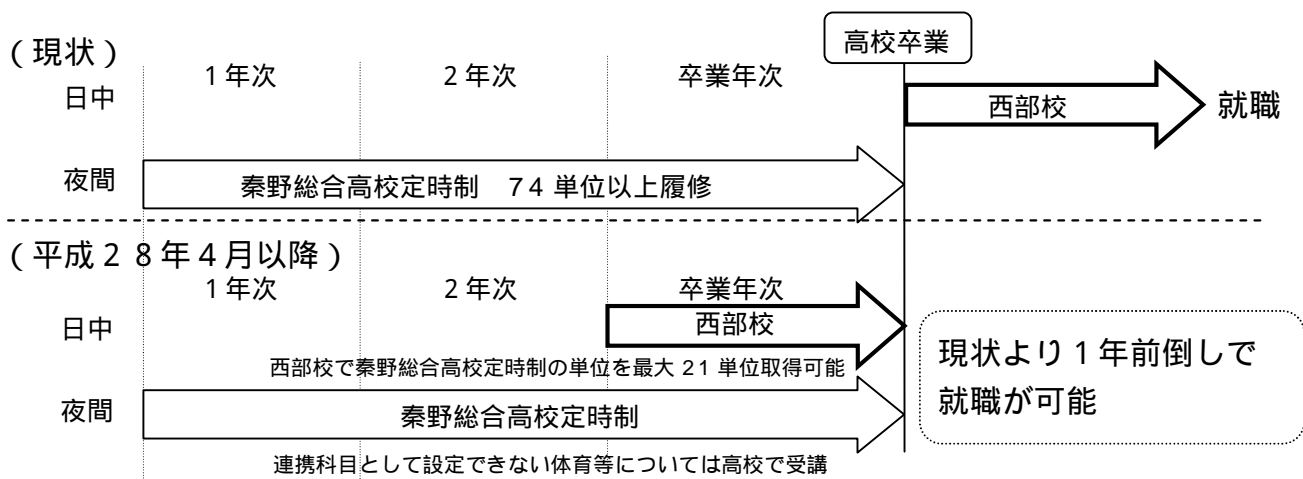 高校卒業
（現状）
1年次 2年次 卒業年次
日中 西部校 就職
夜間 秦野総合高校定時制 74単位以上履修
（平成２８年４月以降）
1年次 2年次 卒業年次
日中 西部校
現状より１年前倒しで
就職が可能
西部校で秦野総合高校定時制の単位を最大 21 単位取得可能
夜間 秦野総合高校定時制
連携科目として設定できない体育等については高校で受講